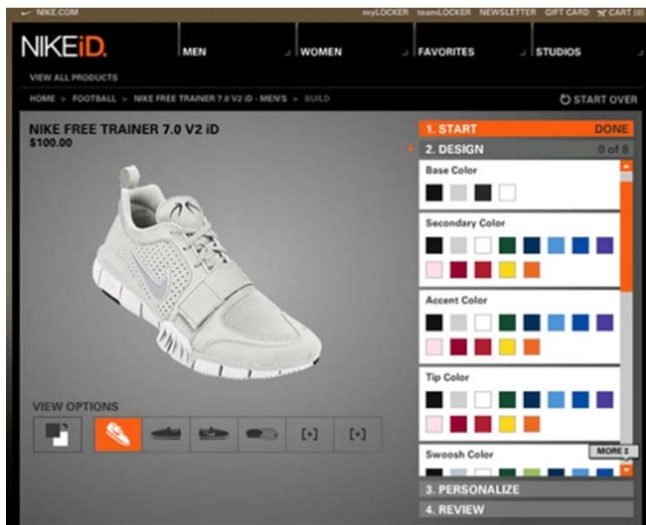 NIKE.COM
myLOCKER teamLOCKER NEWSLETTER GIFT CARD CART (0)
NIKEiD.
MEN WOMEN FAVORITES STUDIOS
VIEW ALL PRODUCTS
HOME > FOOTBALL > NIKE FREE TRAINER 7.0 V2 iD - MEN'S > BUILD
START OVER
NIKE FREE TRAINER 7.0 V2 iD
$100.00
1. START DONE
2. DESIGN 0 of 8
Base Color
Secondary Color
Accent Color
Tip Color
Swoosh Color
MORE
VIEW OPTIONS
[+] [+]
3. PERSONALIZE
4. REVIEW